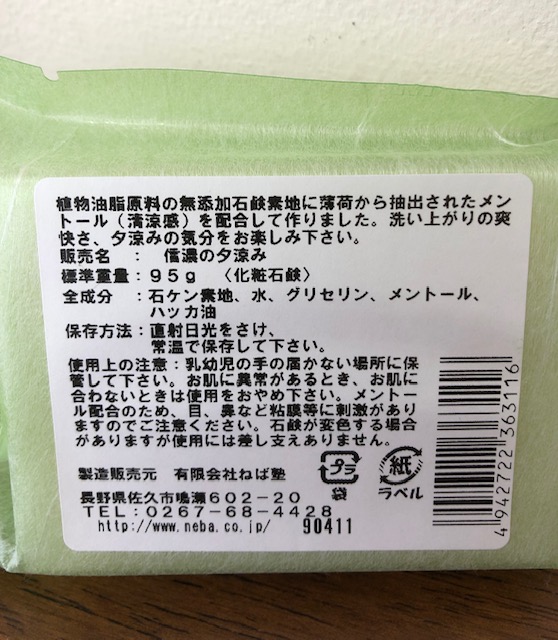 植物油脂原料の無添加石鹸素地に薄荷から抽出されたメン
トール（清涼感）を配合して作りました。洗い上がりの爽
快さ、夕涼みの気分をお楽しみ下さい。
販売名　：　信濃の夕涼み
標準重量：９５ｇ　〈化粧石鹸〉
全成分　：石ケン素地、水、グリセリン、メントール、
ハッカ油
保存方法：直射日光をさけ、
常温で保存して下さい。
使用上の注意：乳幼児の手の届かない場所に保
管して下さい。お肌に異常があるとき、お肌に
合わないときは使用をおやめ下さい。メントー
ル配合のため、目、鼻など粘膜等に刺激があり
ますのでご注意ください。石鹸が変色する場合
がありますが使用には差し支えありません。
製造販売元　有限会社ねば塾
プラ
袋
紙
ラベル
長野県佐久市鳴瀬６０２－２０
ＴＥＬ：０２６７－６８－４４２８
http://www.neba.co.jp/
90411
4942722363116